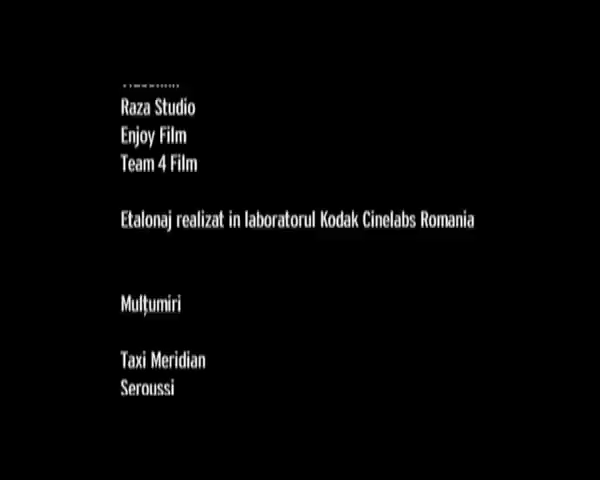 Raza Studio
Enjoy Film
Team 4 Film
Etalonaj realizat in laboratorul Kodak Cinelabs Romania
Mulțumiri
Taxi Meridian
Seroussi